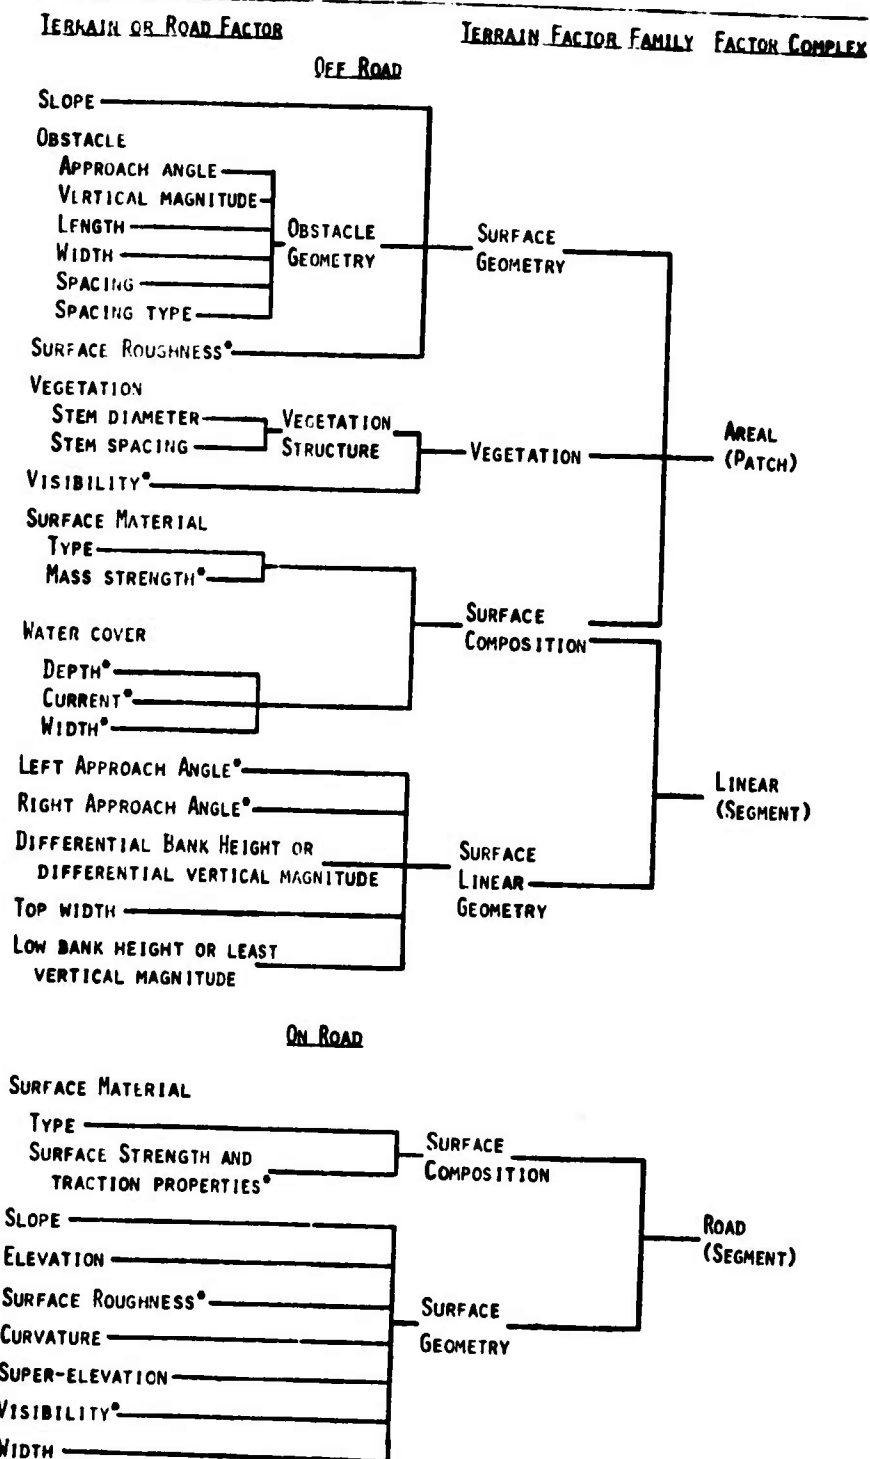 TERRAIN OR ROAD FACTOR TERRAIN FACTOR FAMILY FACTOR COMPLEX
OFF ROAD
SLOPE
OBSTACLE
APPROACH ANGLE
VERTICAL MAGNITUDE
LENGTH
WIDTH
SPACING
SPACING TYPE
OBSTACLE
GEOMETRY
SURFACE
GEOMETRY
SURFACE ROUGHNESS*
VEGETATION
STEM DIAMETER
STEM SPACING
VEGETATION
STRUCTURE
VEGETATION
AREAL
(PATCH)
VISIBILITY*
SURFACE MATERIAL
TYPE
MASS STRENGTH*
SURFACE
COMPOSITION
WATER COVER
DEPTH*
CURRENT*
WIDTH*
LEFT APPROACH ANGLE*
RIGHT APPROACH ANGLE*
LINEAR
(SEGMENT)
DIFFERENTIAL BANK HEIGHT OR
DIFFERENTIAL VERTICAL MAGNITUDE
SURFACE
LINEAR
GEOMETRY
TOP WIDTH
LOW BANK HEIGHT OR LEAST
VERTICAL MAGNITUDE
ON ROAD
SURFACE MATERIAL
TYPE
SURFACE STRENGTH AND
TRACTION PROPERTIES*
SURFACE
COMPOSITION
ROAD
(SEGMENT)
SLOPE
ELEVATION
SURFACE ROUGHNESS*
CURVATURE
SUPER-ELEVATION
VISIBILITY*
WIDTH
SURFACE
GEOMETRY